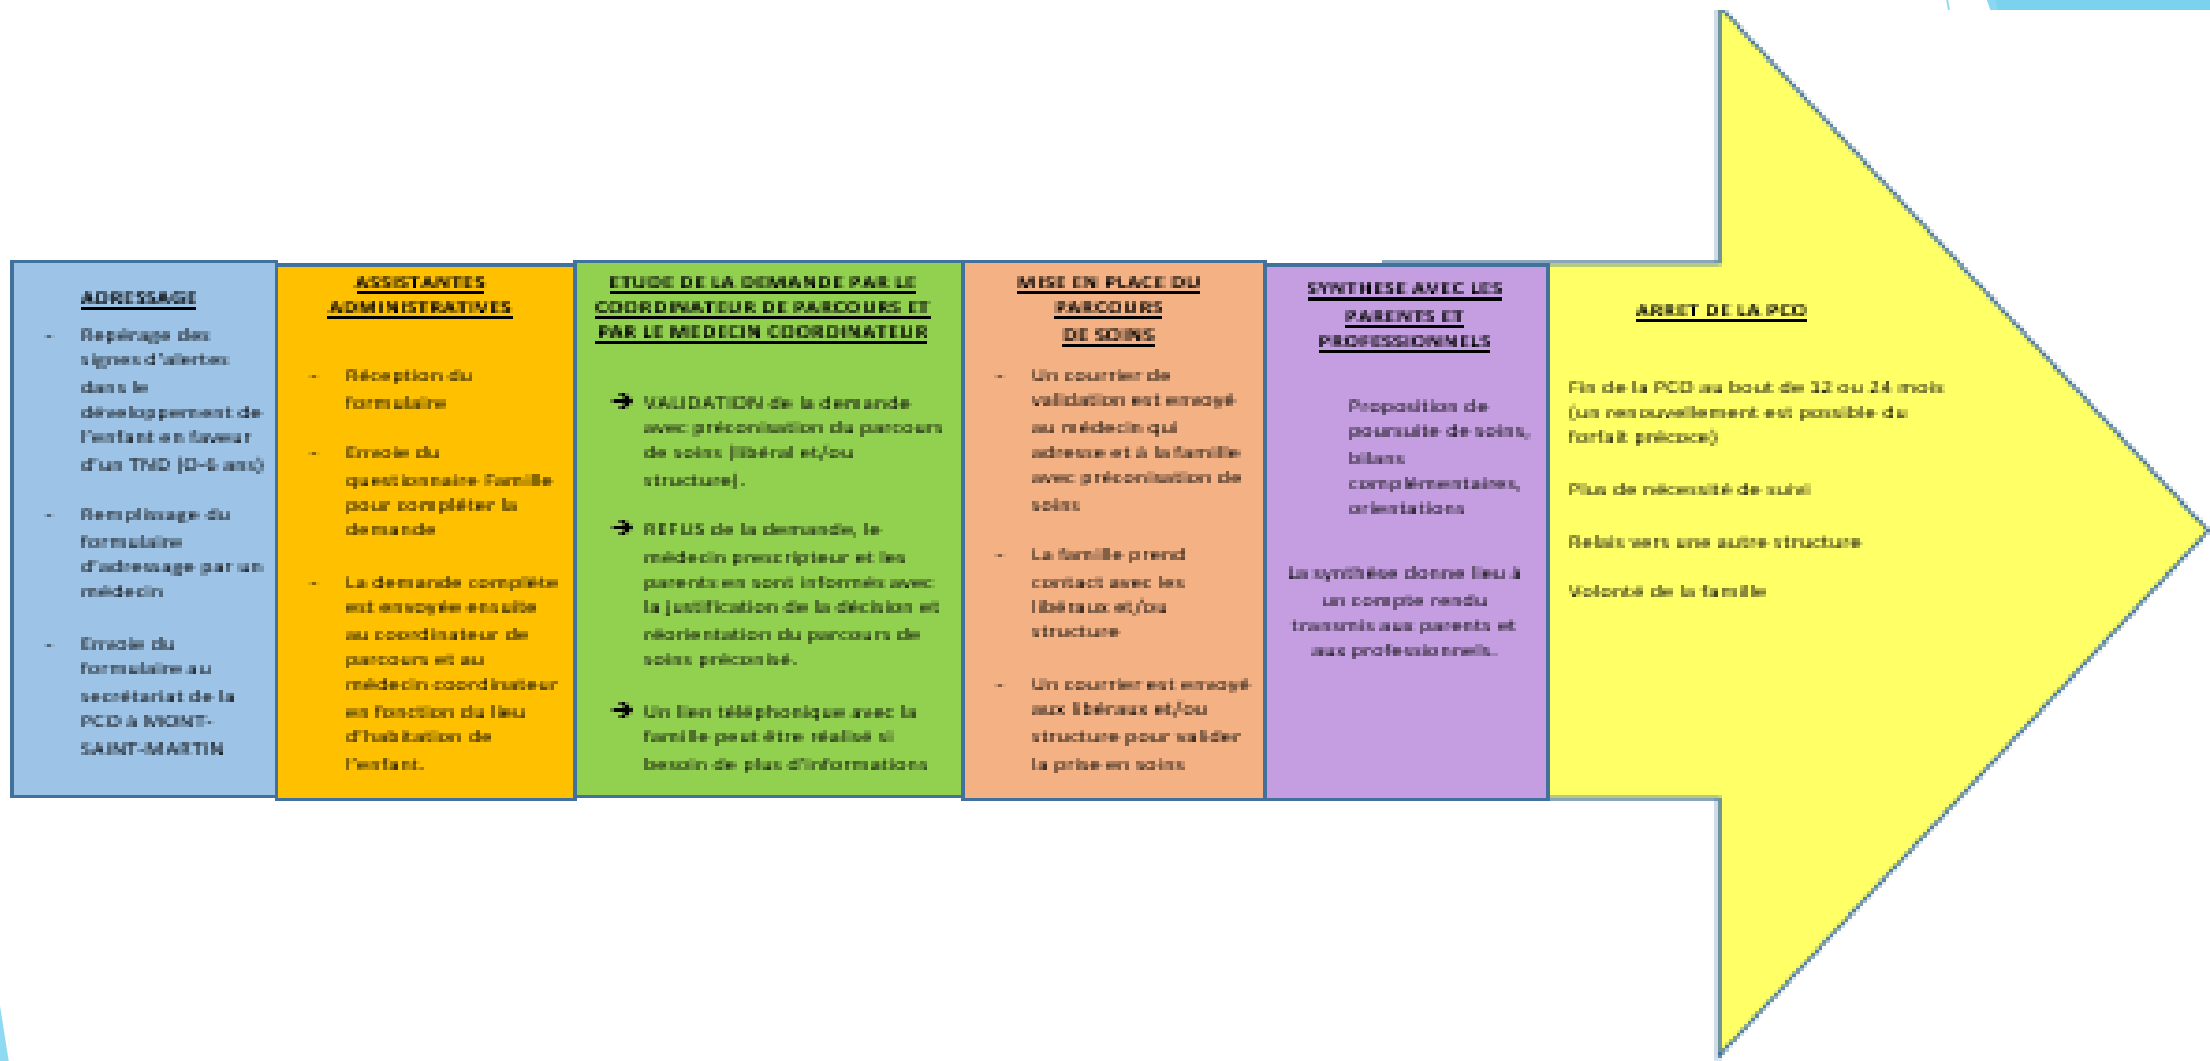 ADRESSAGE
- Repérage des
signes d'alertes
dans le
développement de
l'enfant en faveur
d'un TND (0-6 ans)
- Remplissage du
formulaire
d'adressage par un
médecin
- Envoie du
formulaire au
secrétariat de la
PCO à MONT-
SAINT-MARTIN
ASSISTANTES
ADMINISTRATIVES
- Réception du
formulaire
- Envoie du
questionnaire Famille
pour compléter la
demande
- La demande complète
est envoyée ensuite
au coordinateur de
parcours et au
médecin coordinateur
en fonction du lieu
d'habitation de
l'enfant.
ETUDE DE LA DEMANDE PAR LE
COORDINATEUR DE PARCOURS ET
PAR LE MEDECIN COORDINATEUR
→ VALIDATION de la demande
avec préconisation du parcours
de soins (libéral et/ou
structure).
→ REFUS de la demande, le
médecin prescripteur et les
parents en sont informés avec
la justification de la décision et
réorientation du parcours de
soins préconisé.
→ Un lien téléphonique avec la
famille peut être réalisé si
besoin de plus d'informations
MISE EN PLACE DU
PARCOURS
DE SOINS
- Un courrier de
validation est envoyé
au médecin qui
adresse et à la famille
avec préconisation de
soins
- La famille prend
contact avec les
libéraux et/ou
structure
- Un courrier est envoyé
aux libéraux et/ou
structure pour valider
la prise en soins
SYNTHESE AVEC LES
PARENTS ET
PROFESSIONNELS
Proposition de
poursuite de soins,
bilans
complémentaires,
orientations
La synthèse donne lieu à
un compte rendu
transmis aux parents et
aux professionnels.
ARRET DE LA PCO
Fin de la PCO au bout de 12 ou 24 mois
(un renouvellement est possible du
forfait précoce)
Plus de nécessité de suivi
Relais vers une autre structure
Volonté de la famille